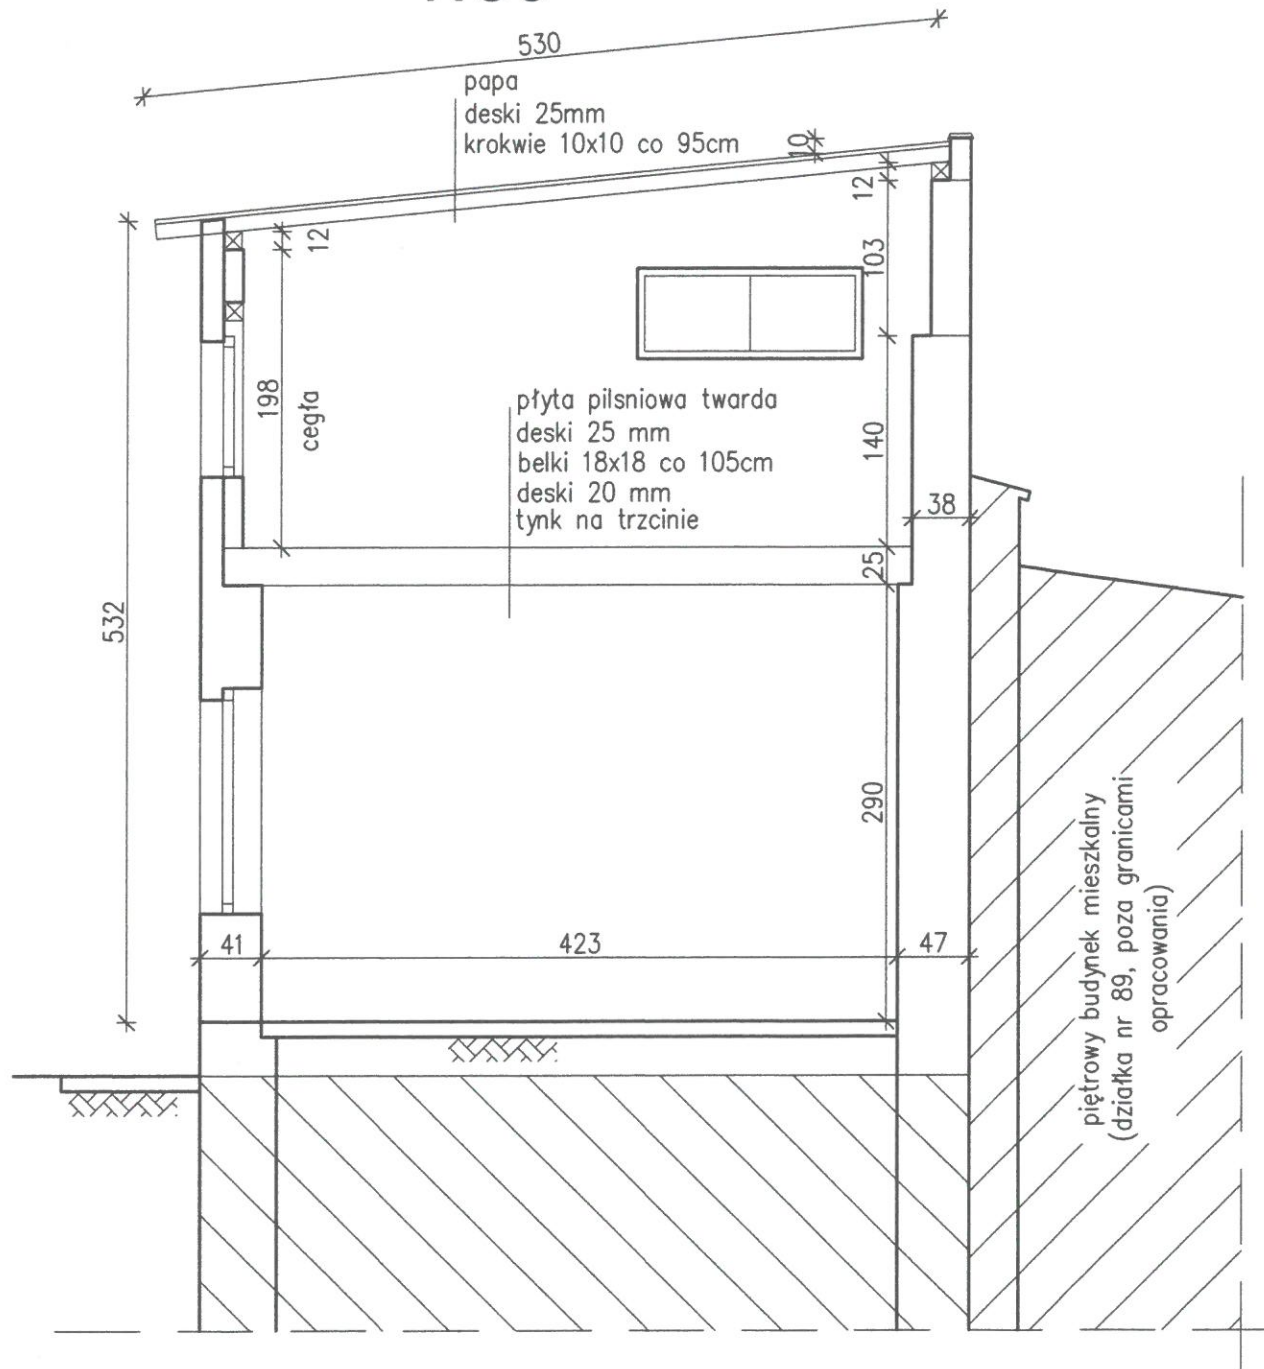 530
papa
deski 25mm
krokwie 10x10 co 95cm
10
12
12
103
198
cegła
płyta pilsniowa twarda
deski 25 mm
belki 18x18 co 105cm
deski 20 mm
tynk na trzcinie
140
38
25
532
290
41
423
47
piętrowy budynek mieszkalny
(działka nr 89, poza granicami
opracowania)